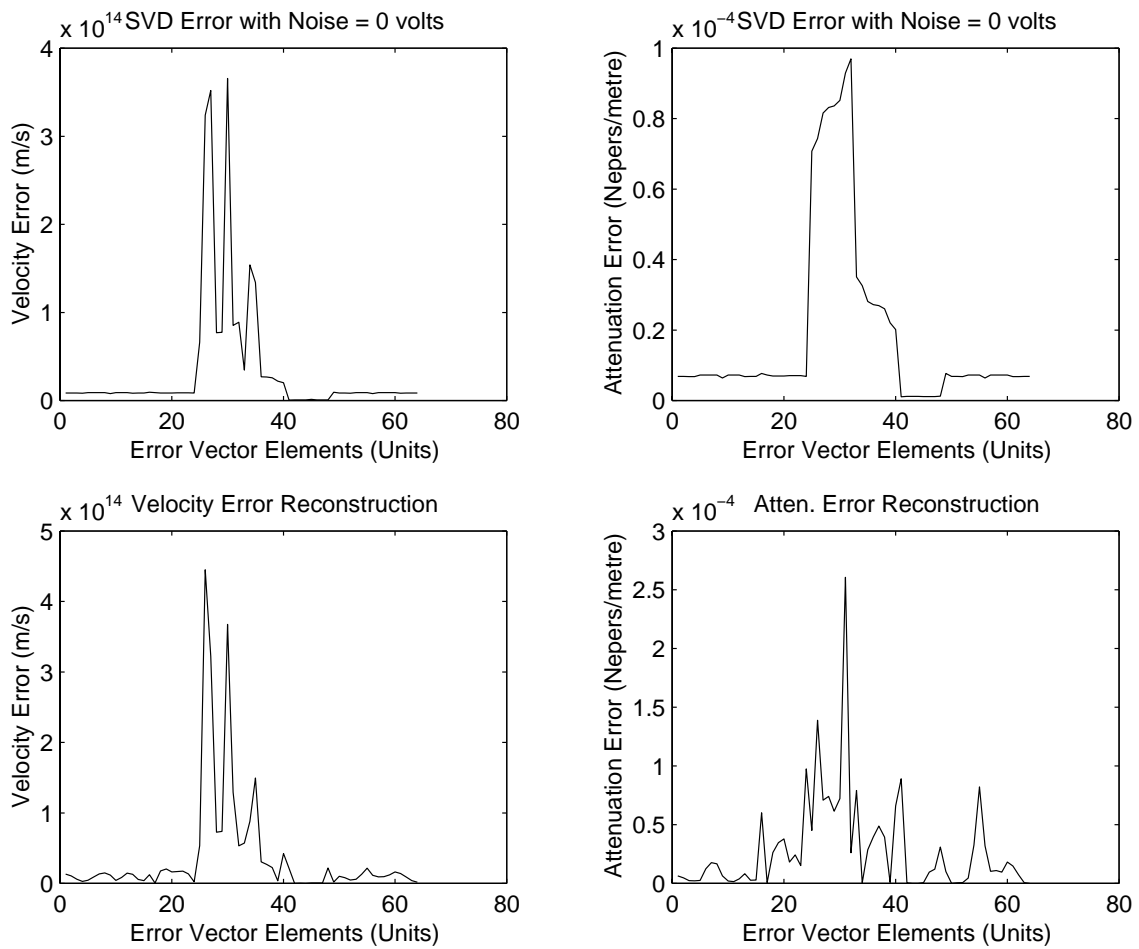 x 10^14 SVD Error with Noise = 0 volts
4
3
2
1
0
0 20 40 60 80
Velocity Error (m/s)
Error Vector Elements (Units)
x 10^−4 SVD Error with Noise = 0 volts
1
0.8
0.6
0.4
0.2
0
0 20 40 60 80
Attenuation Error (Nepers/metre)
Error Vector Elements (Units)
x 10^14 Velocity Error Reconstruction
5
4
3
2
1
0
0 20 40 60 80
Velocity Error (m/s)
Error Vector Elements (Units)
x 10^−4 Atten. Error Reconstruction
3
2.5
2
1.5
1
0.5
0
0 20 40 60 80
Attenuation Error (Nepers/metre)
Error Vector Elements (Units)